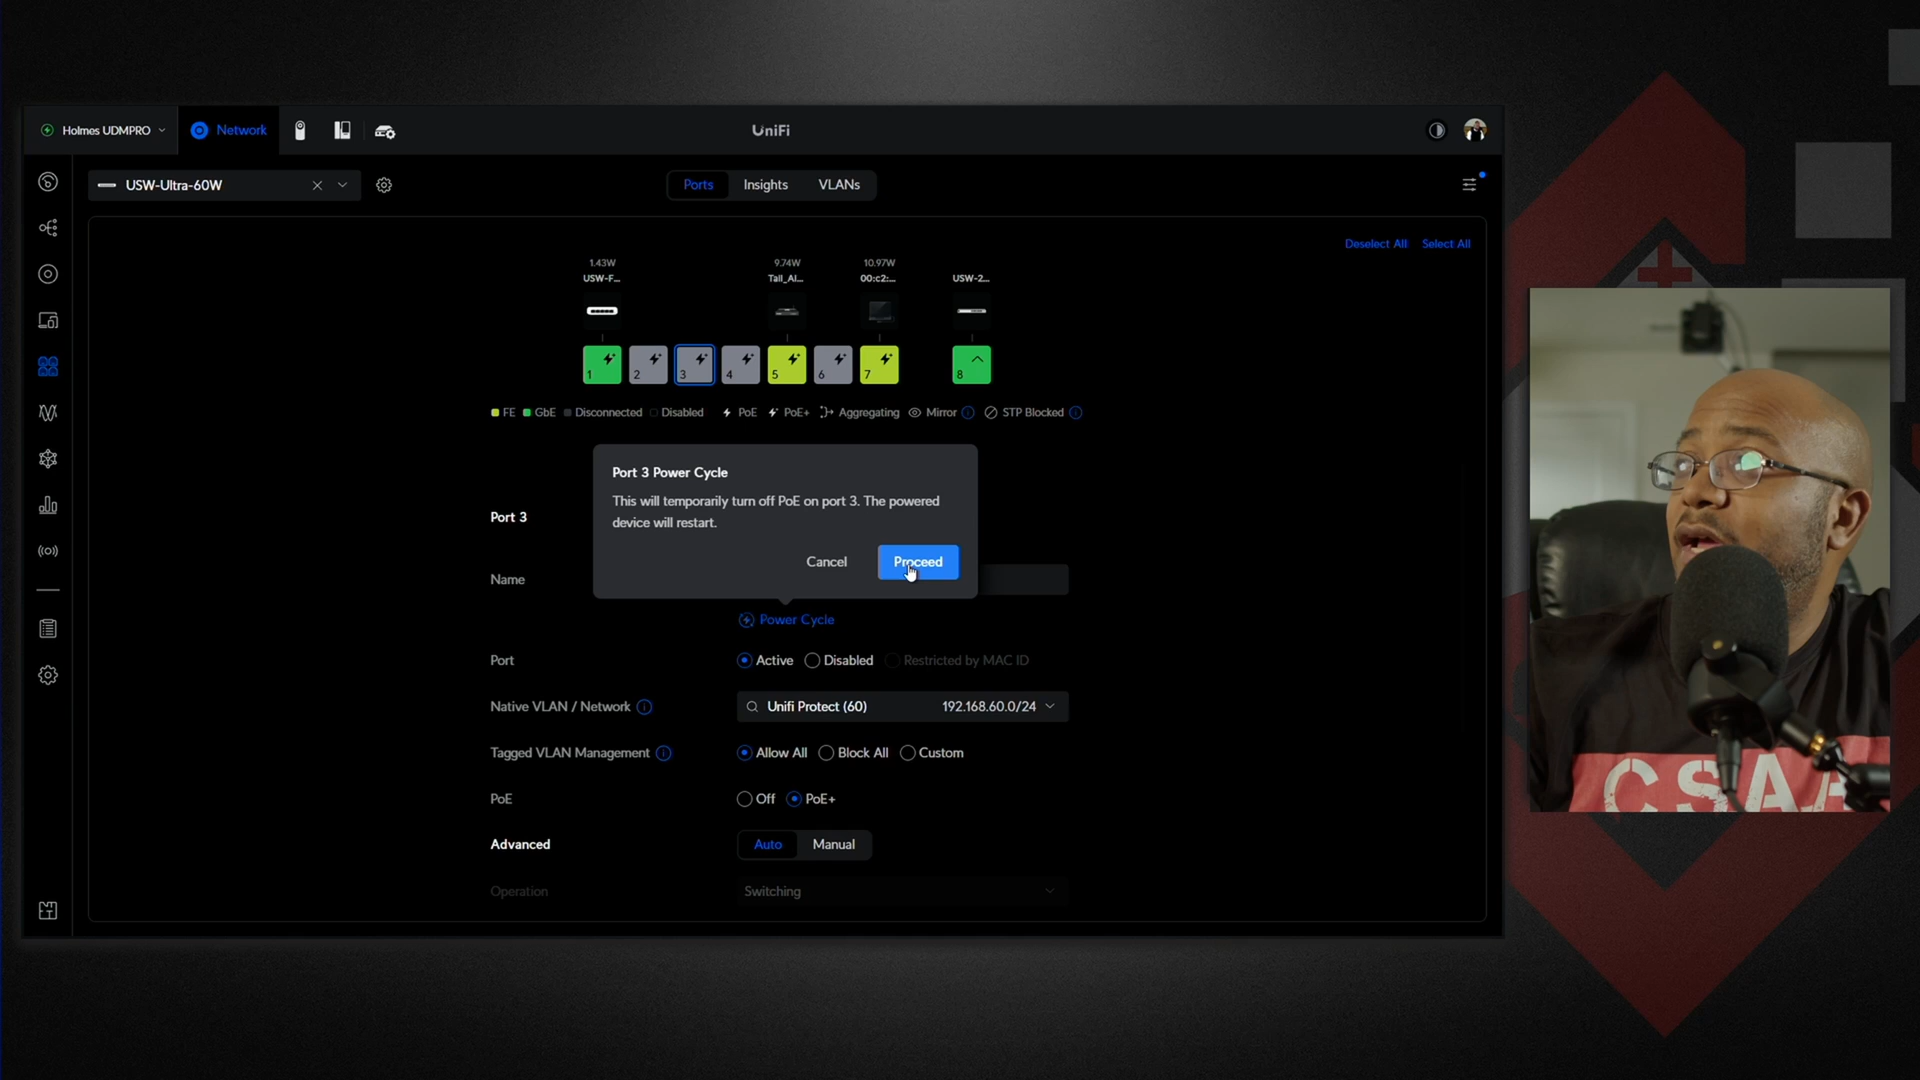 Holmes UDMPRO
Network
UniFi
USW-Ultra-60W
Ports Insights VLANs
Deselect All Select All
1.43W 9.74W 10.97W
USW-F... Tail_AI... 00:c2:... USW-2...
1 2 3 4 5 6 7 8
FE GbE Disconnected Disabled PoE PoE+ Aggregating Mirror STP Blocked
Port 3 Power Cycle
This will temporarily turn off PoE on port 3. The powered
device will restart.
Cancel Proceed
Port 3
Name
Power Cycle
Port Active Disabled Restricted by MAC ID
Native VLAN / Network Unifi Protect (60) 192.168.60.0/24
Tagged VLAN Management Allow All Block All Custom
PoE Off PoE+
Advanced Auto Manual
Operation Switching
CSAA